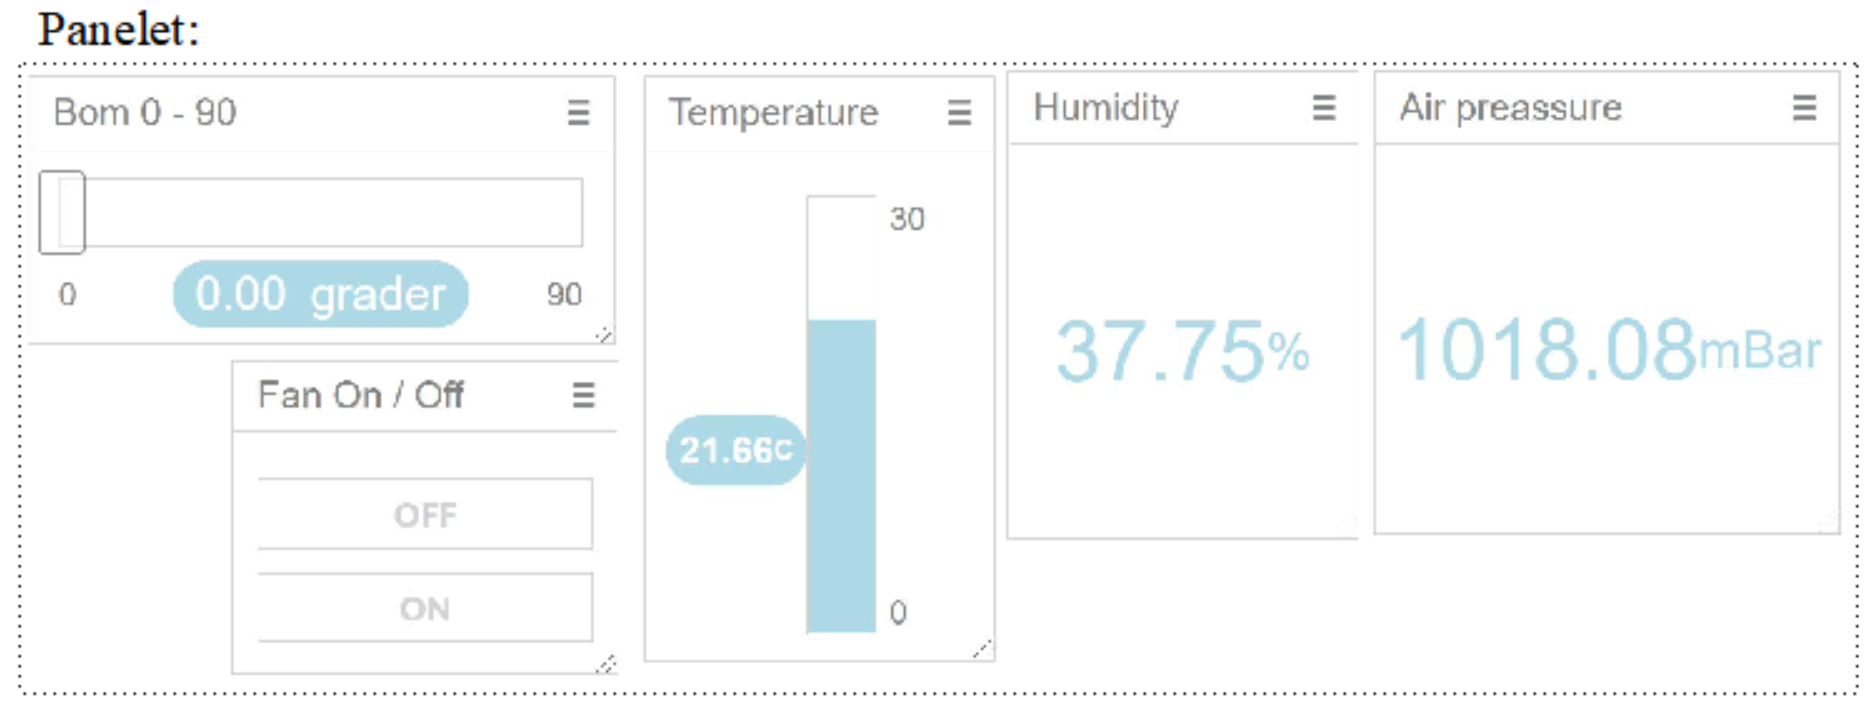 Panelet:
Bom 0 - 90
0
0.00 grader
90
Fan On / Off
OFF
ON
Temperature
30
21.66C
0
Humidity
37.75%
Air preassure
1018.08mBar